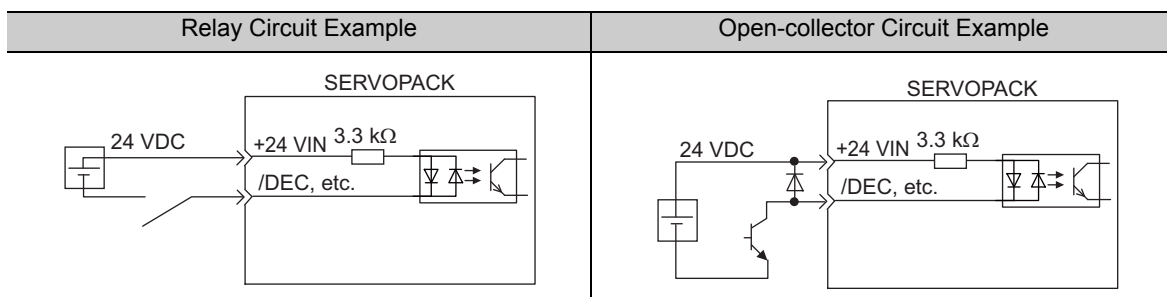 Relay Circuit Example
Open-collector Circuit Example
SERVOPACK
24 VDC
+24 VIN
3.3 kΩ
/DEC, etc.
SERVOPACK
24 VDC
+24 VIN
3.3 kΩ
/DEC, etc.